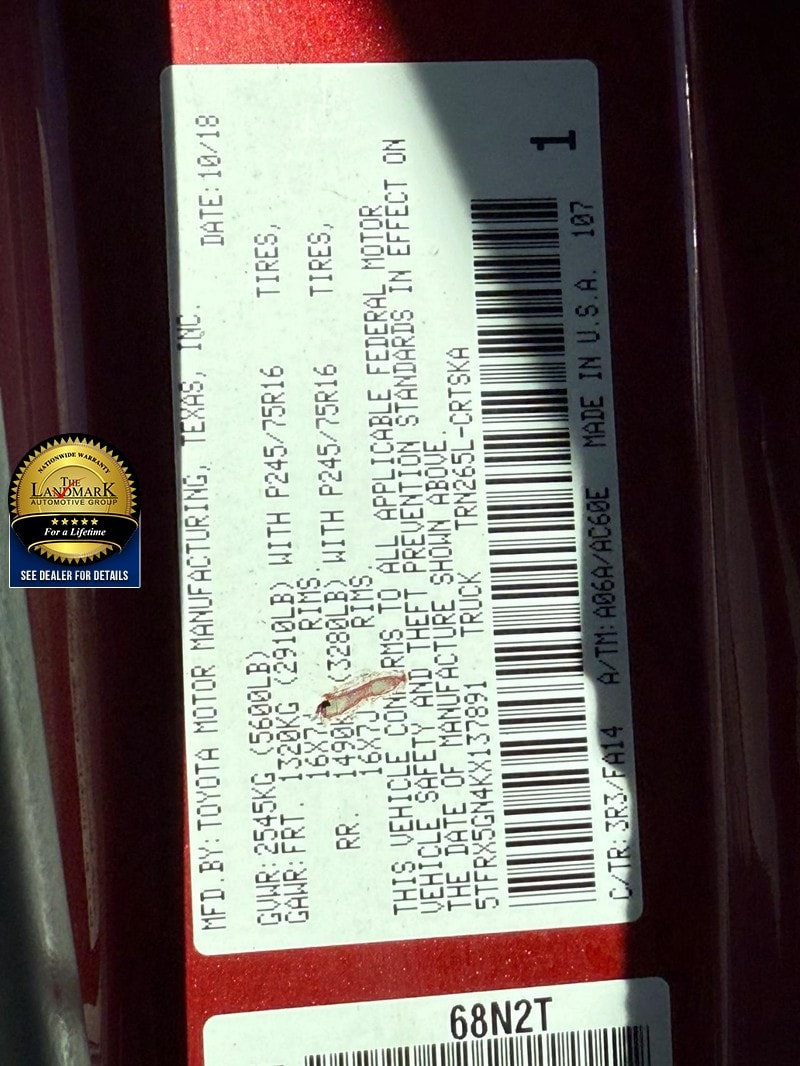 MFD.BY:TOYOTA MOTOR MANUFACTURING, TEXAS, INC. DATE:10/18
GVWR:2545KG (5600LB)
GAWR:FRT. 1320KG (2910LB) WITH P245/75R16 TIRES,
16X7 RIMS.
RR. 1490 (3280LB) WITH P245/75R16 TIRES,
16X7J RIMS.
THIS VEHICLE RMS TO ALL APPLICABLE FEDERAL MOTOR
VEHICLE SAFETY AND THEFT PREVENTION STANDARDS IN EFFECT ON
THE DATE OF MANUFACTURE SHOWN ABOVE.
5TFRX5GN4KX137891 TRUCK TRN265L-CRTSKA
1
C/TR:3R3/FA14 A/TM:A06A/AC60E MADE IN U.S.A. 107
68N2T
NATIONWIDE WARRANTY
THE
LANDMARK
AUTOMOTIVE GROUP
For a Lifetime
SEE DEALER FOR DETAILS